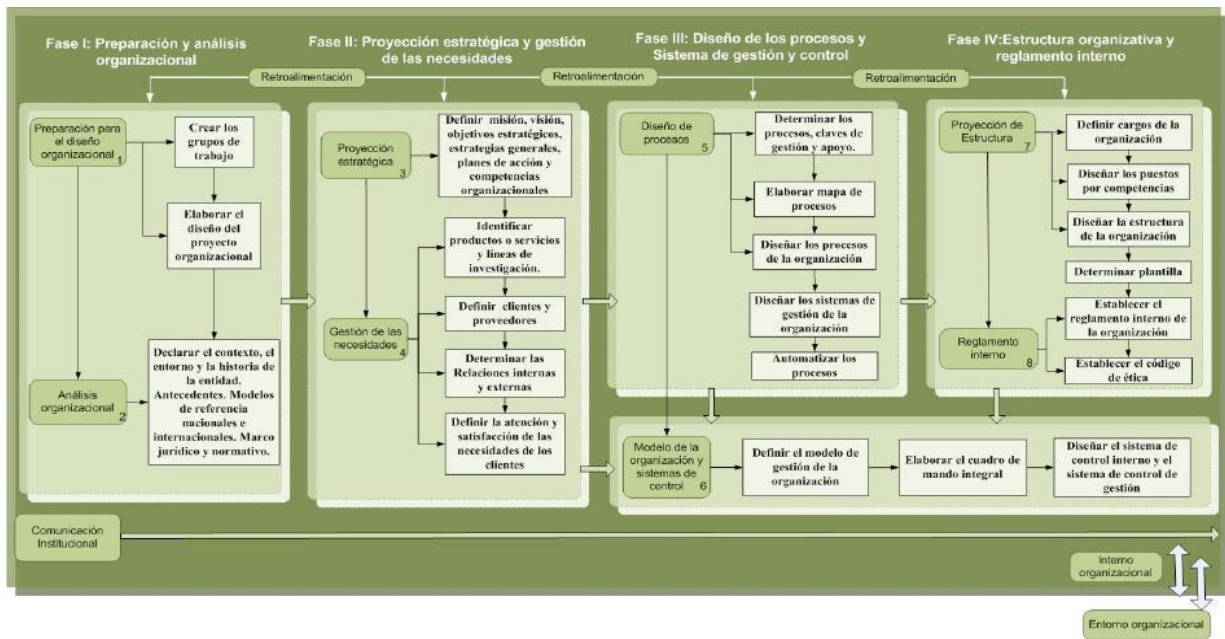 Fase I: Preparación y análisis
organizacional
Fase II: Proyección estratégica y gestión
de las necesidades
Fase III: Diseño de los procesos y
Sistema de gestión y control
Fase IV:Estructura organizativa y
reglamento interno
Retroalimentación
Retroalimentación
Retroalimentación
Preparación para
el diseño
organizacional 1
Crear los
grupos de
trabajo
Elaborar el
diseño del
proyecto
organizacional
Análisis
organizacional 2
Declarar el contexto, el
entorno y la historia de
la entidad.
Antecedentes. Modelos
de referencia
nacionales e
internacionales. Marco
jurídico y normativo.
Proyección
estratégica
3
Definir misión, visión,
objetivos estratégicos,
estrategias generales,
planes de acción y
competencias
organizacionales
Identificar
productos o servicios
y líneas de
investigación.
Gestión de las
necesidades 4
Definir clientes y
proveedores
Determinar las
Relaciones internas y
externas
Definir la atención y
satisfacción de las
necesidades de los
clientes
Diseño de
procesos
5
Determinar los
procesos, claves de
gestión y apoyo.
Elaborar mapa de
procesos
Diseñar los procesos
de la organización
Diseñar los sistemas de
gestión de la
organización
Automatizar los
procesos
Proyección de
Estructura
7
Definir cargos de la
organización
Diseñar los puestos
por competencias
Diseñar la estructura
de la organización
Determinar plantilla
Reglamento
interno
8
Establecer el
reglamento interno de
la organización
Establecer el código
de ética
Modelo de la
organización y
sistemas de
control 6
Definir el modelo de
gestión de la
organización
Elaborar el cuadro de
mando integral
Diseñar el sistema de
control interno y el
sistema de control de
gestión
Comunicación
Institucional
Interno
organizacional
Entorno organizacional